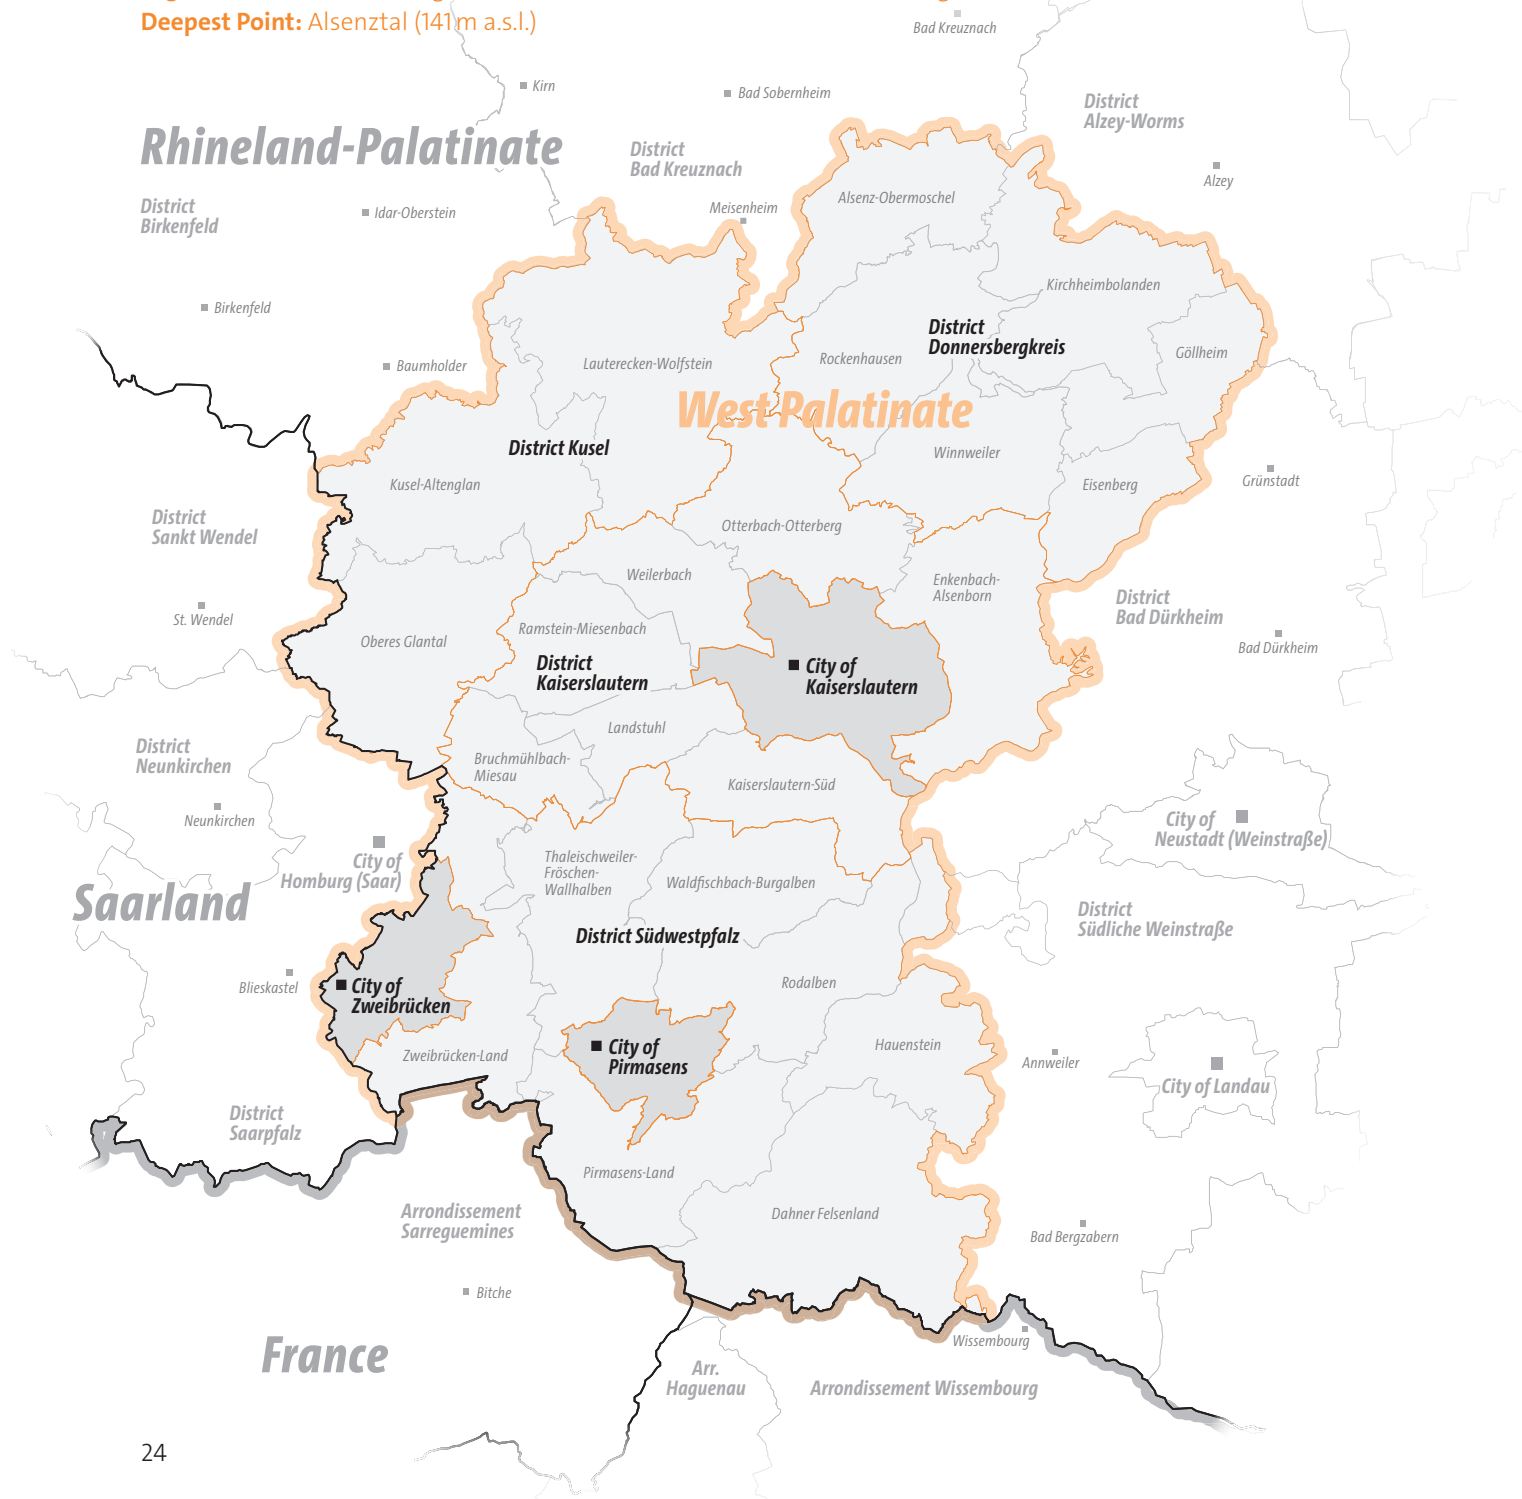 Deepest Point: Alsenztal (141 m a.s.l.)
Bad Kreuznach
Kirn
Bad Sobernheim
District
Alzey-Worms
Rhineland-Palatinate
District
Bad Kreuznach
Alzey
District
Birkenfeld
Idar-Oberstein
Meisenheim
Alsenz-Obermoschel
Birkenfeld
Kirchheimbolanden
District
Donnersbergkreis
Baumholder
Lauterecken-Wolfstein
Rockenhausen
Göllheim
West Palatinate
District Kusel
Winnweiler
Kusel-Altenglan
Eisenberg
Grünstadt
District
Sankt Wendel
Otterbach-Otterberg
Weilerbach
Enkenbach-
Alsenborn
District
Bad Dürkheim
St. Wendel
Oberes Glantal
Ramstein-Miesenbach
Bad Dürkheim
District
Kaiserslautern
City of
Kaiserslautern
Landstuhl
District
Neunkirchen
Bruchmühlbach-
Miesau
Kaiserslautern-Süd
Neunkirchen
City of
Neustadt (Weinstraße)
City of
Homburg (Saar)
Thaleischweiler-
Fröschen-
Wallhalben
Waldfischbach-Burgalben
Saarland
District
Südliche Weinstraße
District Südwestpfalz
Blieskastel
City of
Zweibrücken
Rodalben
Zweibrücken-Land
City of
Pirmasens
Hauenstein
Annweiler
City of Landau
District
Saarpfalz
Pirmasens-Land
Arrondissement
Sarreguemines
Dahner Felsenland
Bad Bergzabern
Bitche
Wissembourg
France
Arr.
Haguenau
Arrondissement Wissembourg
24